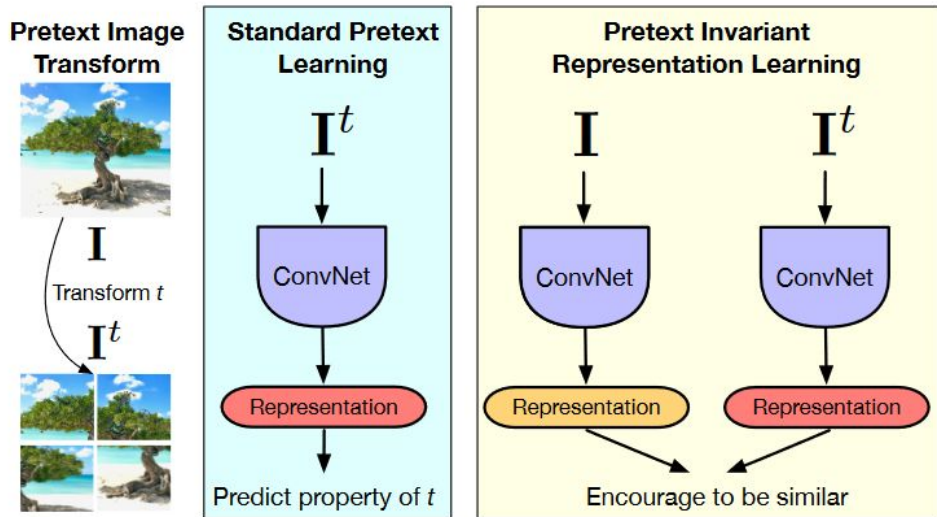 Pretext Image
Transform
I
Transform t
I^t
Standard Pretext
Learning
I^t
ConvNet
Representation
Predict property of t
Pretext Invariant
Representation Learning
I
I^t
ConvNet
ConvNet
Representation
Representation
Encourage to be similar